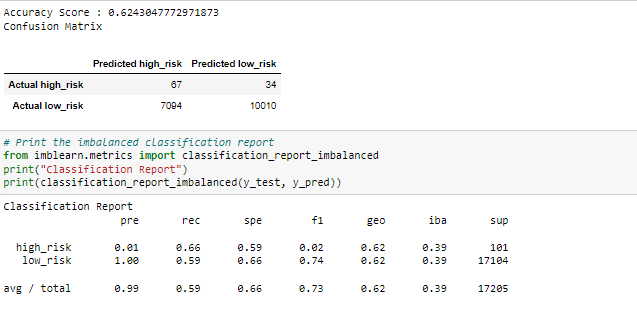 Accuracy Score : 0.6243047772971873
Confusion Matrix
Predicted high_risk Predicted low_risk
Actual high_risk 67 34
Actual low_risk 7094 10010
# Print the imbalanced classification report
from imblearn.metrics import classification_report_imbalanced
print("Classification Report")
print(classification_report_imbalanced(y_test, y_pred))
Classification Report
pre rec spe f1 geo iba sup
high_risk 0.01 0.66 0.59 0.02 0.62 0.39 101
low_risk 1.00 0.59 0.66 0.74 0.62 0.39 17104
avg / total 0.99 0.59 0.66 0.73 0.62 0.39 17205